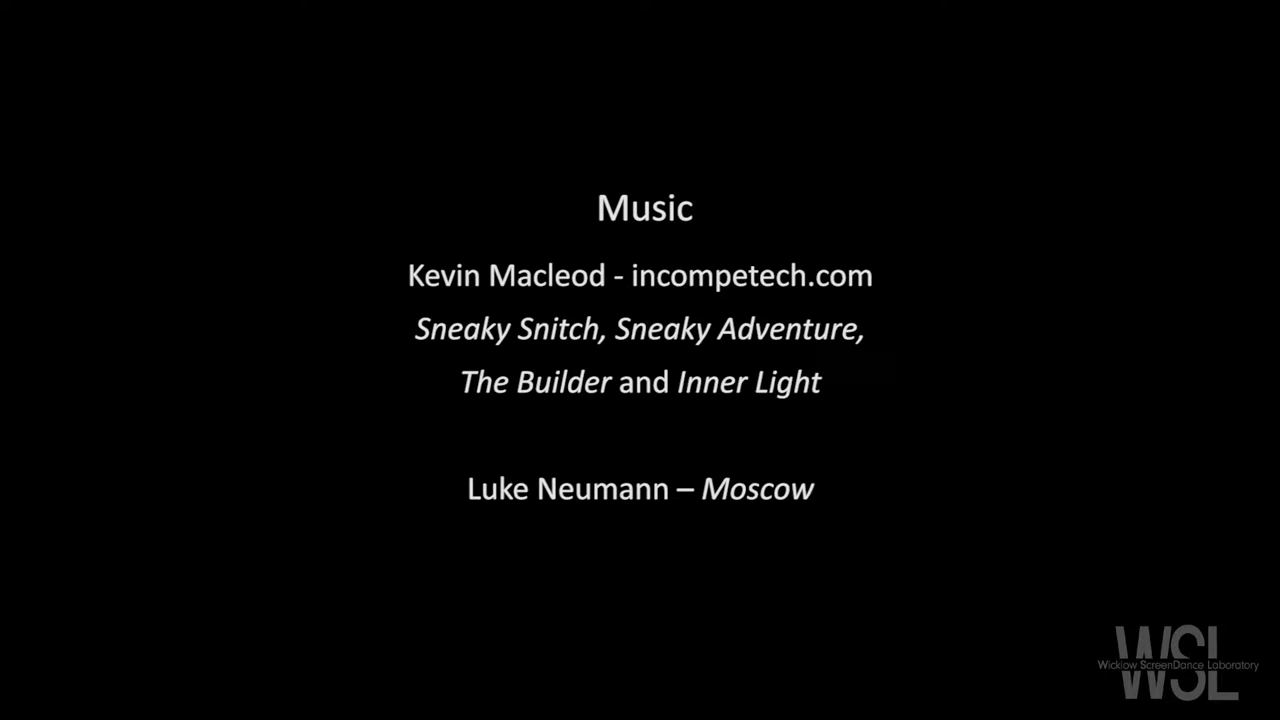 Music
Kevin Macleod - incompetech.com
Sneaky Snitch, Sneaky Adventure,
The Builder and Inner Light
Luke Neumann – Moscow
WSL
Wicklow ScreenDance Laboratory